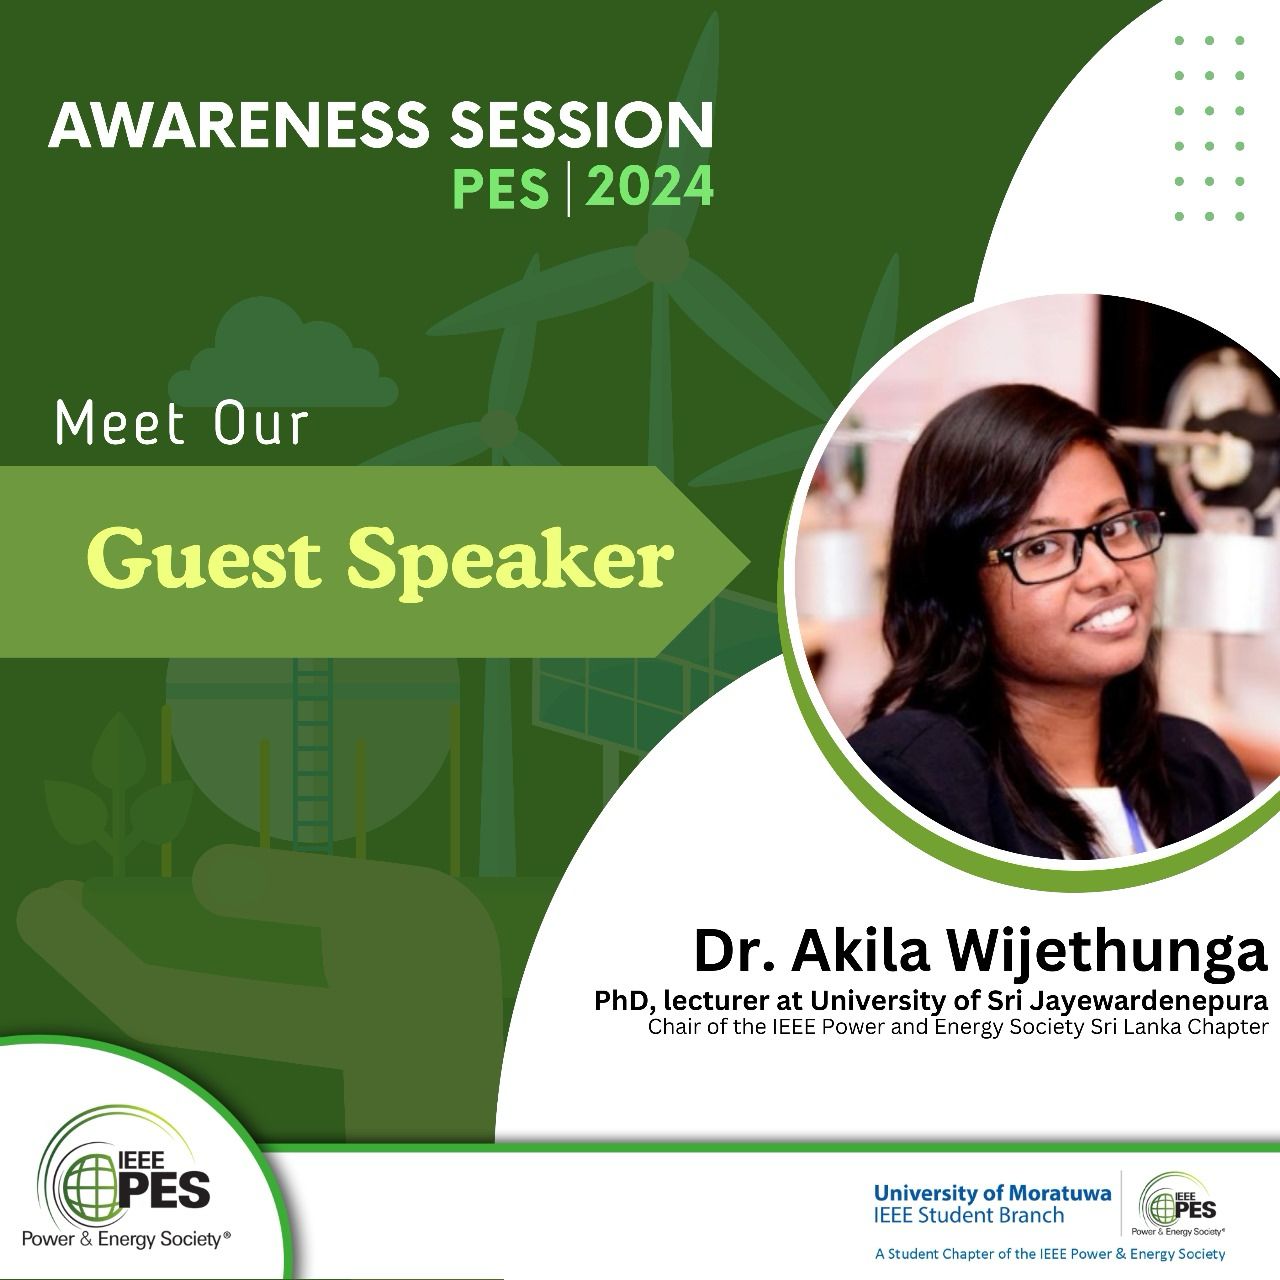 AWARENESS SESSION
PES | 2024
Meet Our
Guest Speaker
Dr. Akila Wijethunga
PhD, lecturer at University of Sri Jayewardenepura
Chair of the IEEE Power and Energy Society Sri Lanka Chapter
IEEE
PES
Power & Energy Society®
University of Moratuwa
IEEE Student Branch
IEEE
PES
Power & Energy Society®
A Student Chapter of the IEEE Power & Energy Society